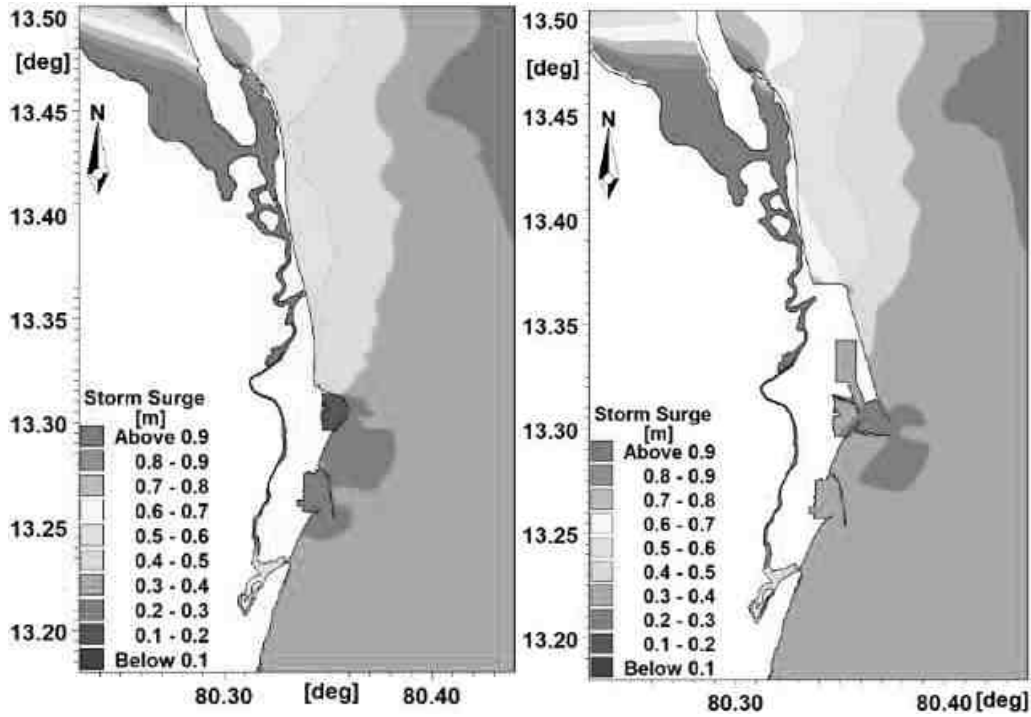 13.50
[deg]
13.45
N
13.40
13.35
13.30
13.25
13.20
Storm Surge
[m]
Above 0.9
0.8 - 0.9
0.7 - 0.8
0.6 - 0.7
0.5 - 0.6
0.4 - 0.5
0.3 - 0.4
0.2 - 0.3
0.1 - 0.2
Below 0.1
80.30 [deg] 80.40
13.50
[deg]
13.45
N
13.40
13.35
13.30
13.25
13.20
Storm Surge
[m]
Above 0.9
0.8 - 0.9
0.7 - 0.8
0.6 - 0.7
0.5 - 0.6
0.4 - 0.5
0.3 - 0.4
0.2 - 0.3
0.1 - 0.2
Below 0.1
80.30 80.40 [deg]